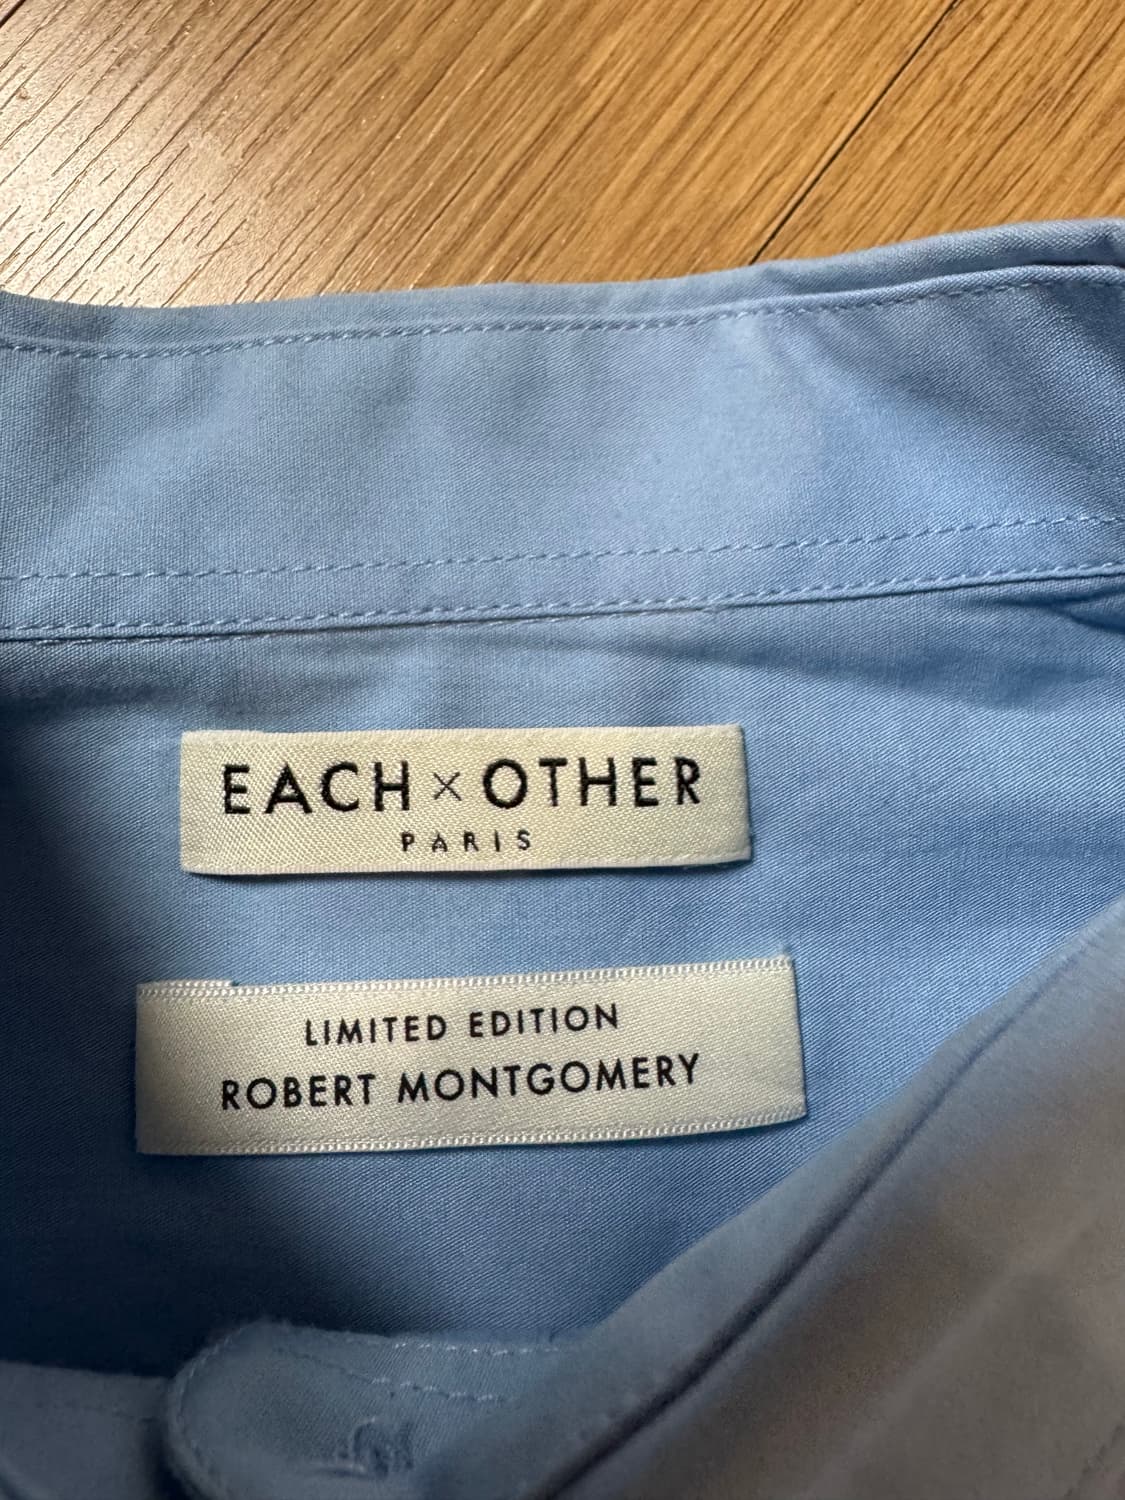 EACH × OTHER
PARIS
LIMITED EDITION
ROBERT MONTGOMERY